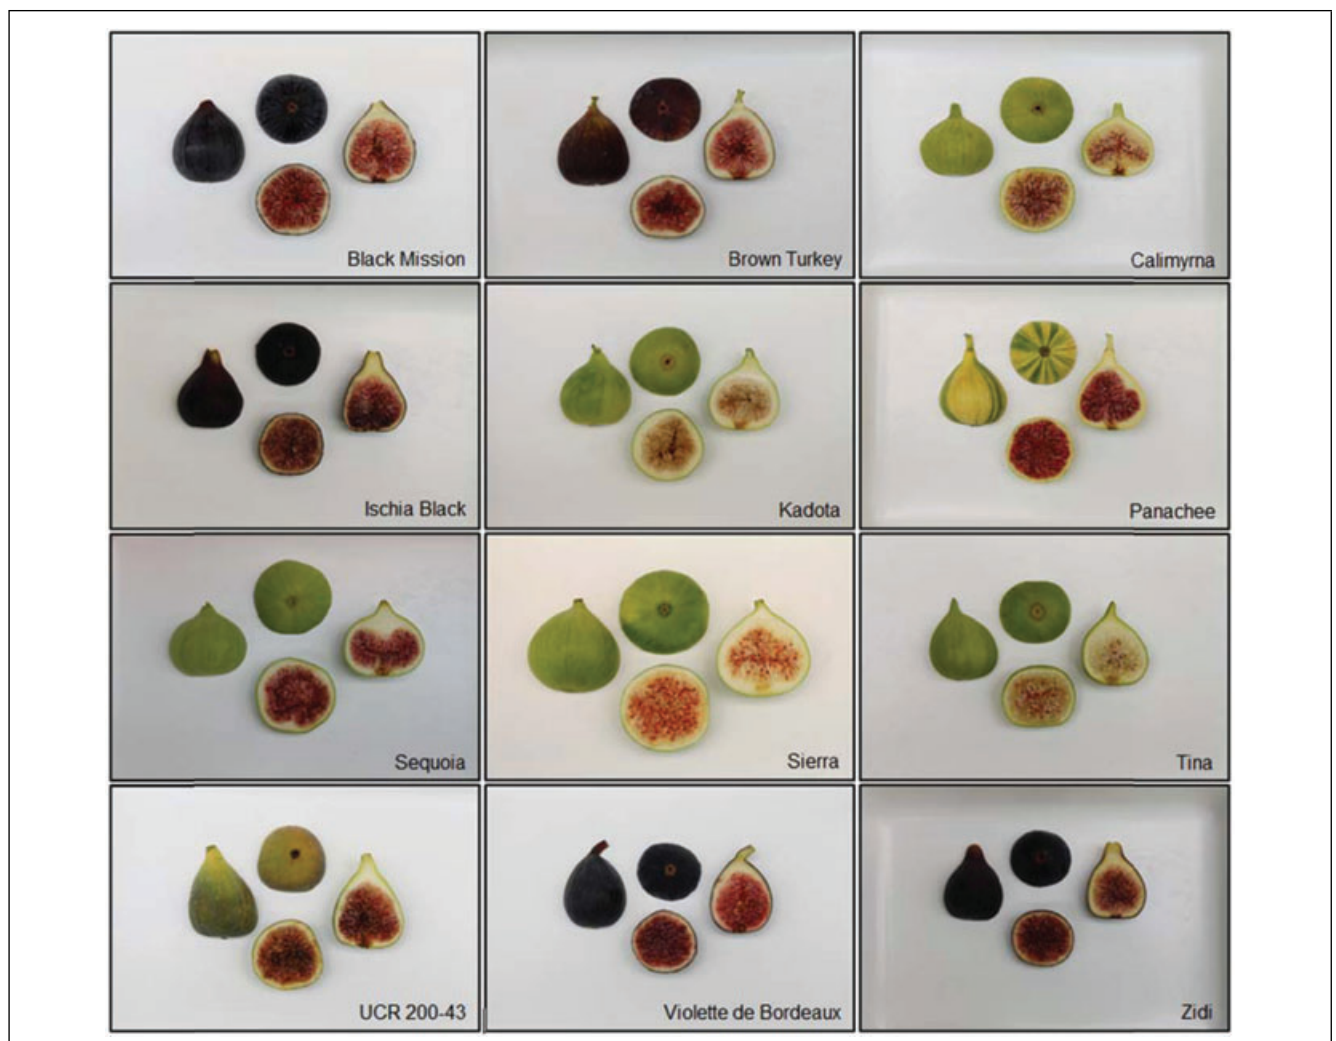 Black Mission
Brown Turkey
Calimyrna
Ischia Black
Kadota
Panachee
Sequoia
Sierra
Tina
UCR 200-43
Violette de Bordeaux
Zidi